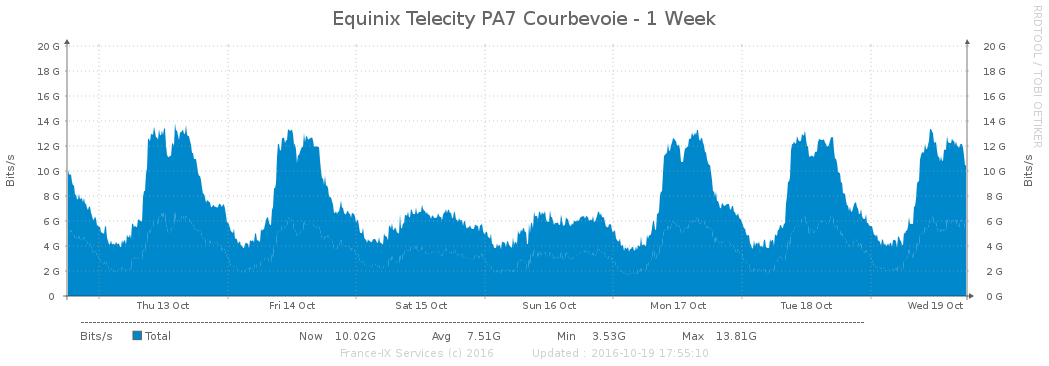 Equinix Telecity PA7 Courbevoie - 1 Week
RRDTOOL / TOBI OETIKER
Bits/s
20 G 20 G
18 G 18 G
16 G 16 G
14 G 14 G
12 G 12 G
10 G 10 G
8 G 8 G
6 G 6 G
4 G 4 G
2 G 2 G
0 0 G
Bits/s
Thu 13 Oct Fri 14 Oct Sat 15 Oct Sun 16 Oct Mon 17 Oct Tue 18 Oct Wed 19 Oct
Bits/s Total Now 10.02G Avg 7.51G Min 3.53G Max 13.81G
France-IX Services (c) 2016 Updated : 2016-10-19 17:55:10